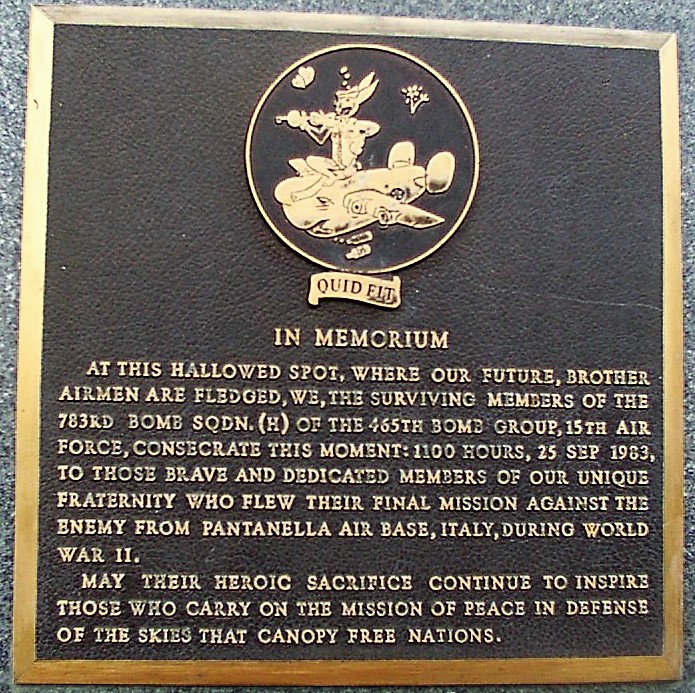 QUID FIT
IN MEMORIUM
AT THIS HALLOWED SPOT, WHERE OUR FUTURE, BROTHER
AIRMEN ARE FLEDGED, WE, THE SURVIVING MEMBERS OF THE
783RD BOMB SQDN. (H) OF THE 465TH BOMB GROUP, 15TH AIR
FORCE, CONSECRATE THIS MOMENT: 1100 HOURS, 25 SEP 1983,
TO THOSE BRAVE AND DEDICATED MEMBERS OF OUR UNIQUE
FRATERNITY WHO FLEW THEIR FINAL MISSION AGAINST THE
ENEMY FROM PANTANELLA AIR BASE, ITALY, DURING WORLD
WAR II.
MAY THEIR HEROIC SACRIFICE CONTINUE TO INSPIRE
THOSE WHO CARRY ON THE MISSION OF PEACE IN DEFENSE
OF THE SKIES THAT CANOPY FREE NATIONS.